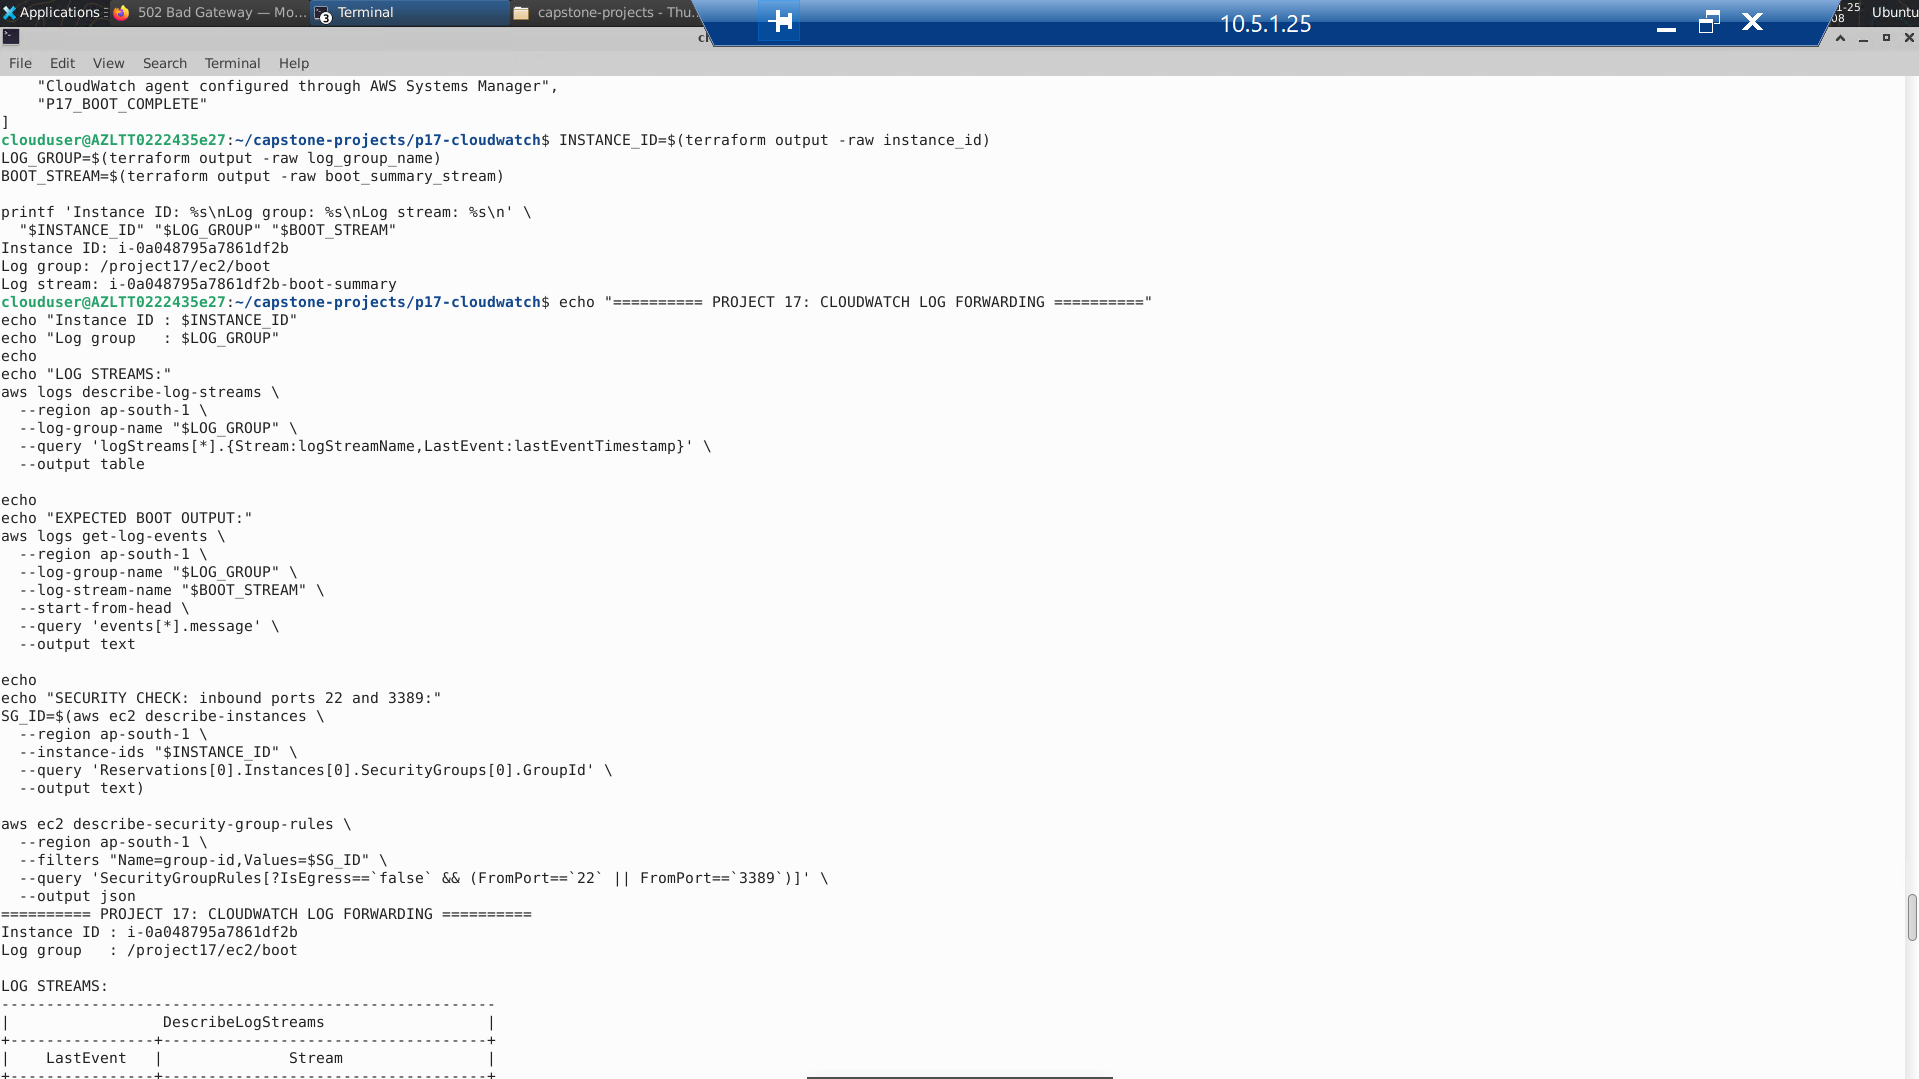 Applications
502 Bad Gateway — Mo...
3
Terminal
capstone-projects - Thu...
10.5.1.25
1-25
08
Ubuntu
File Edit View Search Terminal Help
    "CloudWatch agent configured through AWS Systems Manager",
    "P17_BOOT_COMPLETE"
]
clouduser@AZLTT0222435e27:~/capstone-projects/p17-cloudwatch$ INSTANCE_ID=$(terraform output -raw instance_id)
LOG_GROUP=$(terraform output -raw log_group_name)
BOOT_STREAM=$(terraform output -raw boot_summary_stream)

printf 'Instance ID: %s\nLog group: %s\nLog stream: %s\n' \
  "$INSTANCE_ID" "$LOG_GROUP" "$BOOT_STREAM"
Instance ID: i-0a048795a7861df2b
Log group: /project17/ec2/boot
Log stream: i-0a048795a7861df2b-boot-summary
clouduser@AZLTT0222435e27:~/capstone-projects/p17-cloudwatch$ echo "========== PROJECT 17: CLOUDWATCH LOG FORWARDING =========="
echo "Instance ID : $INSTANCE_ID"
echo "Log group   : $LOG_GROUP"
echo
echo "LOG STREAMS:"
aws logs describe-log-streams \
  --region ap-south-1 \
  --log-group-name "$LOG_GROUP" \
  --query 'logStreams[*].{Stream:logStreamName,LastEvent:lastEventTimestamp}' \
  --output table

echo
echo "EXPECTED BOOT OUTPUT:"
aws logs get-log-events \
  --region ap-south-1 \
  --log-group-name "$LOG_GROUP" \
  --log-stream-name "$BOOT_STREAM" \
  --start-from-head \
  --query 'events[*].message' \
  --output text

echo
echo "SECURITY CHECK: inbound ports 22 and 3389:"
SG_ID=$(aws ec2 describe-instances \
  --region ap-south-1 \
  --instance-ids "$INSTANCE_ID" \
  --query 'Reservations[0].Instances[0].SecurityGroups[0].GroupId' \
  --output text)

aws ec2 describe-security-group-rules \
  --region ap-south-1 \
  --filters "Name=group-id,Values=$SG_ID" \
  --query 'SecurityGroupRules[?IsEgress==`false` && (FromPort==`22` || FromPort==`3389`)]' \
  --output json
========== PROJECT 17: CLOUDWATCH LOG FORWARDING ==========
Instance ID : i-0a048795a7861df2b
Log group   : /project17/ec2/boot

LOG STREAMS:
-------------------------------------------------------
|                 DescribeLogStreams                  |
+----------------+------------------------------------+
|    LastEvent   |              Stream                |
+----------------+------------------------------------+